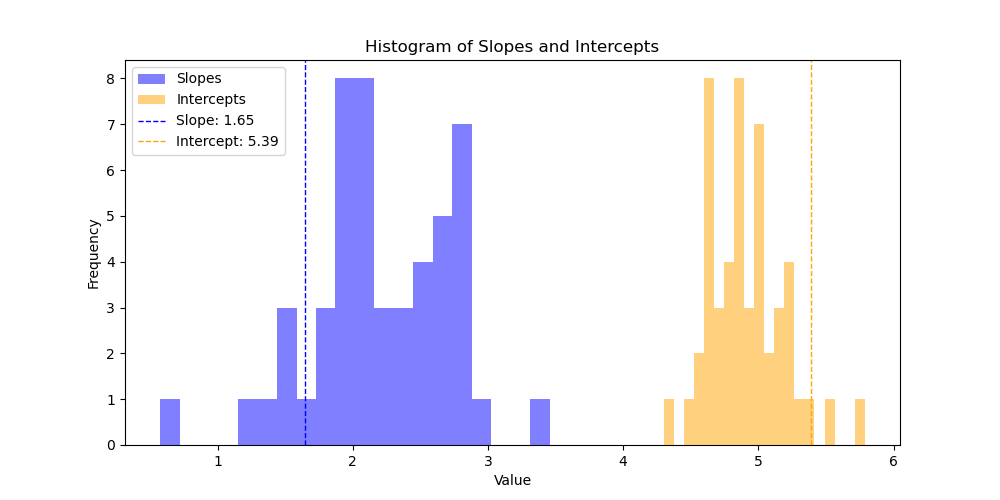 Histogram of Slopes and Intercepts
Slopes
Intercepts
Slope: 1.65
Intercept: 5.39
Frequency
8
7
6
5
4
3
2
1
0
1 2 3 4 5 6
Value